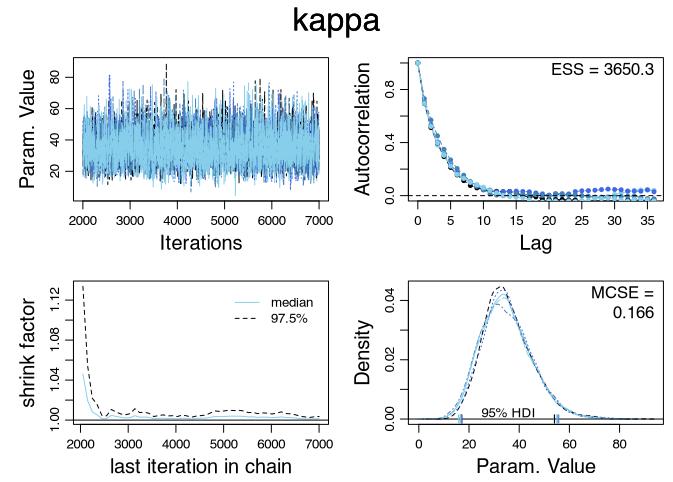 kappa
Param. Value
20 40 60 80
2000 3000 4000 5000 6000 7000
Iterations
Autocorrelation
0.0 0.4 0.8
ESS = 3650.3
0 5 10 15 20 25 30 35
Lag
shrink factor
1.00 1.04 1.08 1.12
median
97.5%
2000 3000 4000 5000 6000 7000
last iteration in chain
Density
0.00 0.02 0.04
MCSE =
0.166
95% HDI
0 20 40 60 80
Param. Value